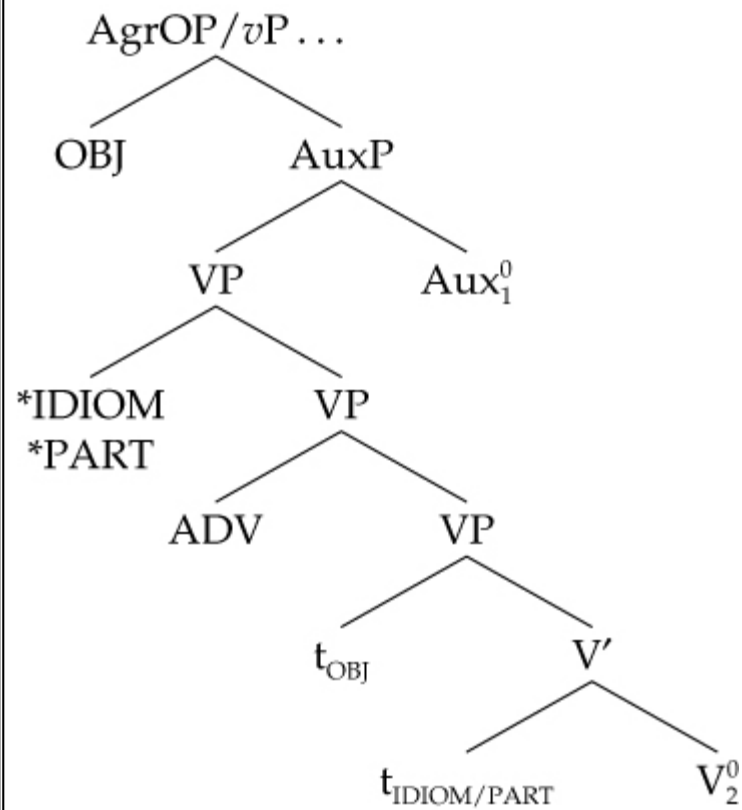 AgrOP/vP . . .
OBJ AuxP
VP Aux⁰₁
*IDIOM VP
*PART
ADV VP
t_OBJ V′
t_IDIOM/PART V⁰₂